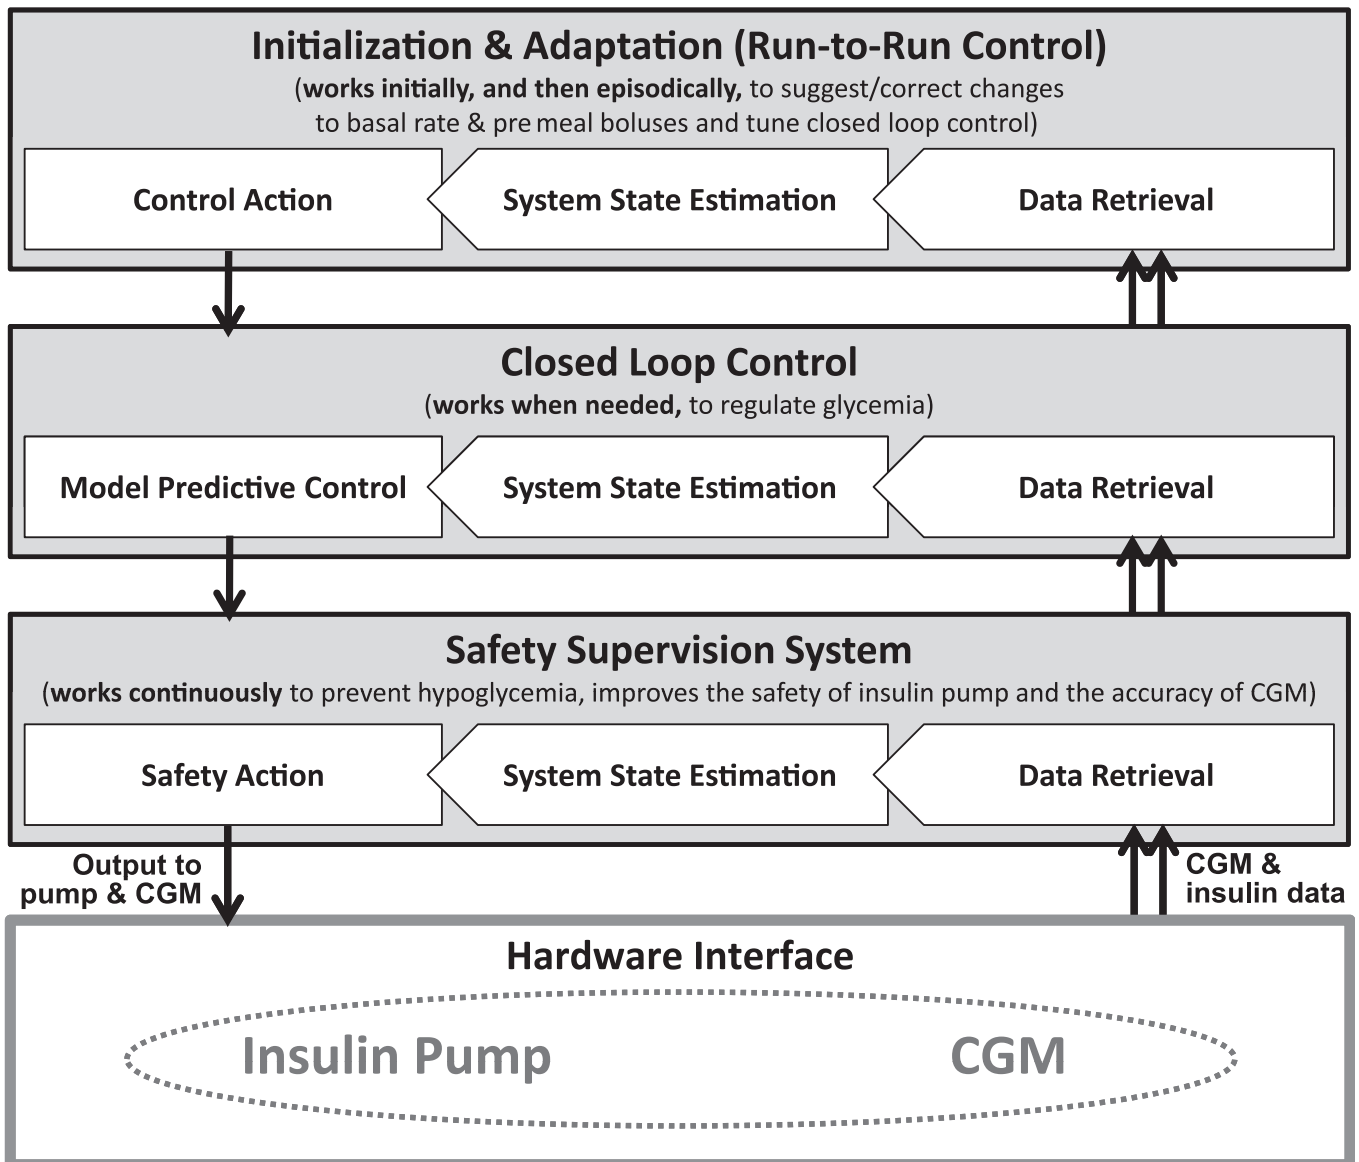 Initialization & Adaptation (Run-to-Run Control)
(works initially, and then episodically, to suggest/correct changes
to basal rate & pre meal boluses and tune closed loop control)
Control Action
System State Estimation
Data Retrieval
Closed Loop Control
(works when needed, to regulate glycemia)
Model Predictive Control
System State Estimation
Data Retrieval
Safety Supervision System
(works continuously to prevent hypoglycemia, improves the safety of insulin pump and the accuracy of CGM)
Safety Action
System State Estimation
Data Retrieval
Output to
pump & CGM
CGM &
insulin data
Hardware Interface
Insulin Pump
CGM